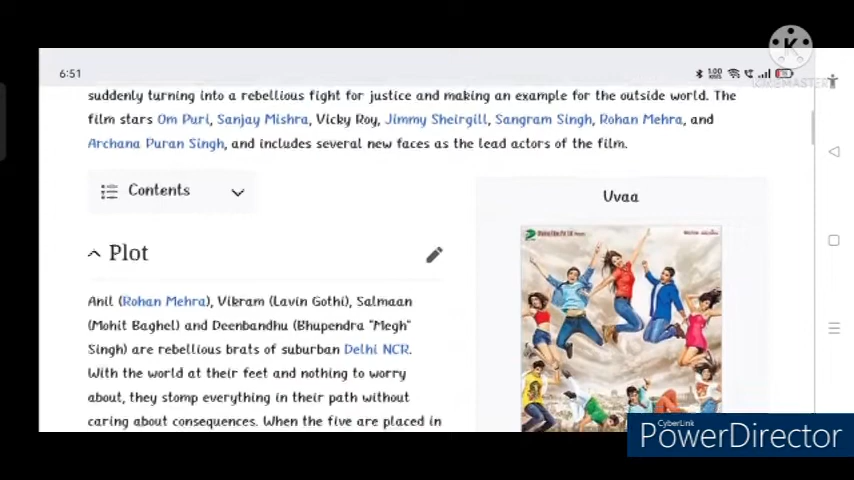 6:51
1.00
KINEMASTER
suddenly turning into a rebellious fight for justice and making an example for the outside world. The
film stars Om Puri, Sanjay Mishra, Vicky Roy, Jimmy Sheirgill, Sangram Singh, Rohan Mehra, and
Archana Puran Singh, and includes several new faces as the lead actors of the film.
Contents
Uvaa
Plot
Anil (Rohan Mehra), Vikram (Lavin Gothi), Salmaan
(Mohit Baghel) and Deenbandhu (Bhupendra "Megh"
Singh) are rebellious brats of suburban Delhi NCR.
With the world at their feet and nothing to worry
about, they stomp everything in their path without
caring about consequences. When the five are placed in
CyberLink
PowerDirector